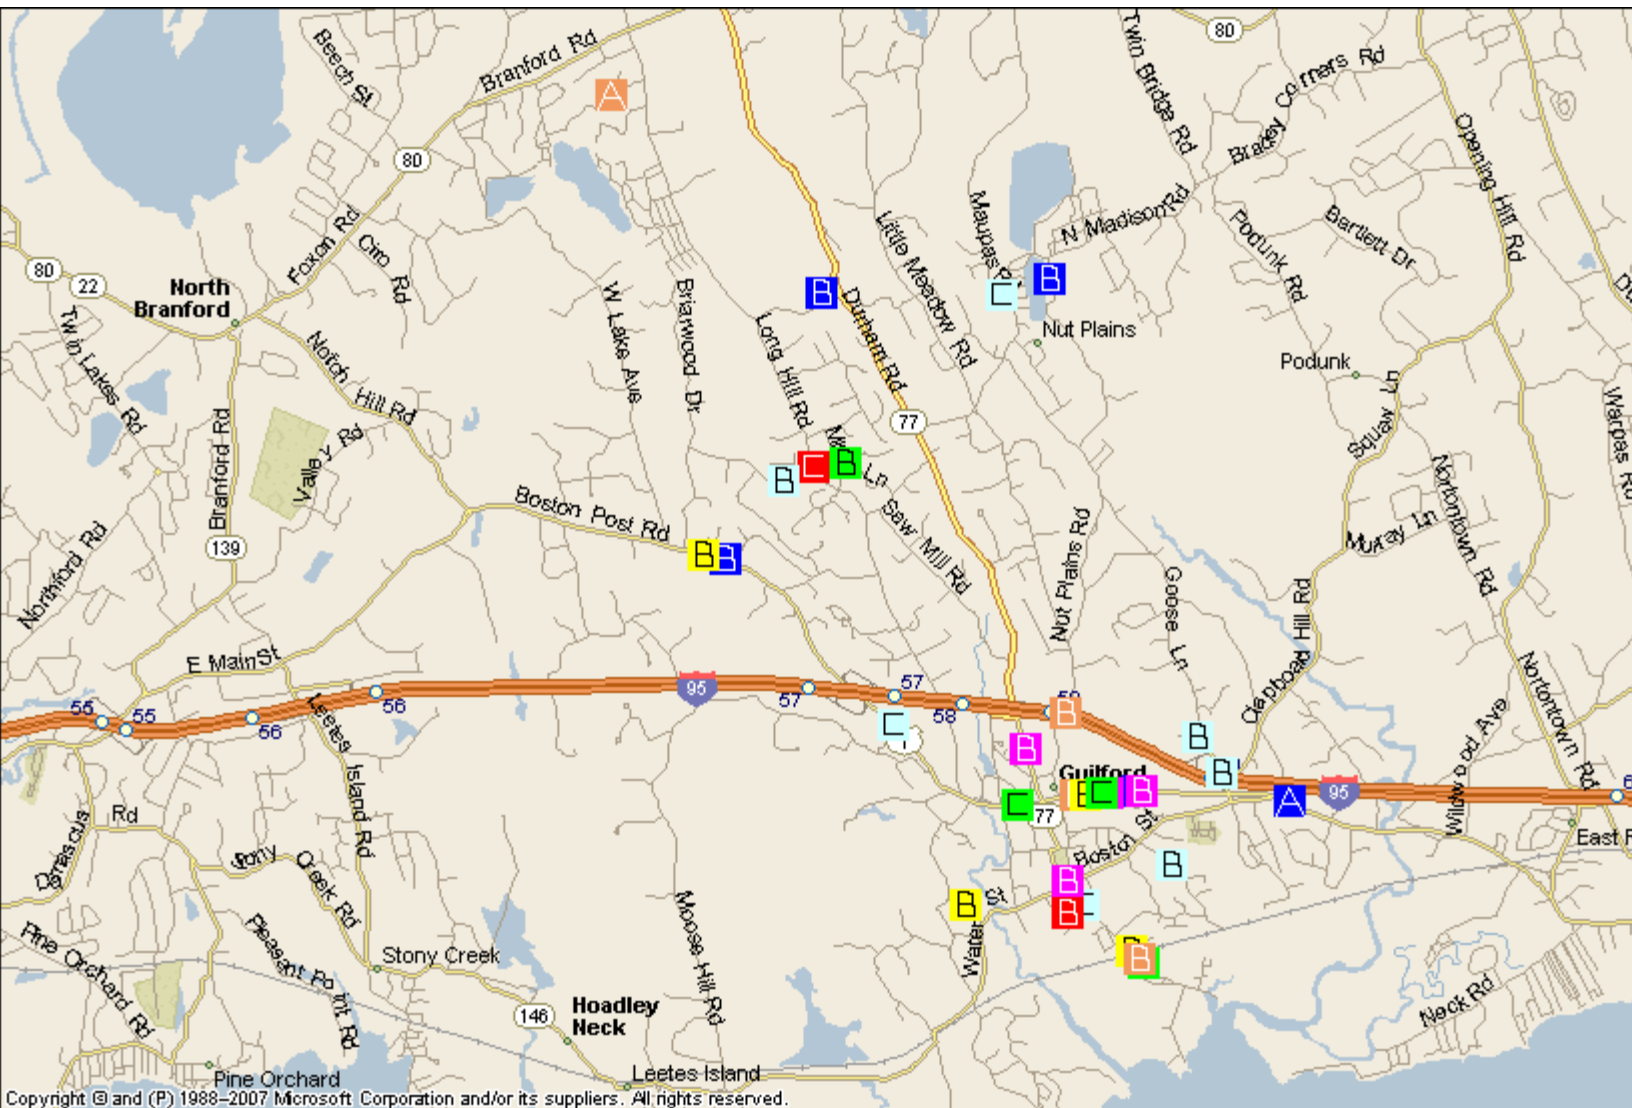 80
Twin Bridge Rd
Beech St
Branford Rd
Bradley Corners Rd
A
Opening Hill Rd
80
Foxon Rd
Ciro Rd
Little Meadow Rd
Maupas Rd
N Madison Rd
Podunk Rd
Bartlett Dr
80
22
North
Branford
Twin Lakes Rd
Notch Hill Rd
W Lake Ave
Briarwood Dr
Long Hill Rd
B
Durham Rd
C
B
Nut Plains
Podunk
Squaw Ln
Warpas Rd
77
Branford Rd
Valley Rd
B
C
B
Ln
Saw Mill Rd
Boston Post Rd
B
B
139
Northford Rd
Nut Plains Rd
Goose Ln
Murray Ln
Nortontown Rd
Clapboard Hill Rd
E Main St
55
55
56
56
95
57
57
58
59
B
C
1
B
B
B
Nortontown Rd
Wildwood Ave
Leetes Island Rd
Guilford
B
C
B
A
95
C
77
St
Boston
B
Rd
Damascus
Stony Creek Rd
B
B
B
Water St
B
B
Pine Orchard Rd
Pleasant Point Rd
Stony Creek
Moose Hill Rd
Neck Rd
146
Hoadley
Neck
Pine Orchard
Leetes Island
Copyright © and (P) 1988–2007 Microsoft Corporation and/or its suppliers. All rights reserved.